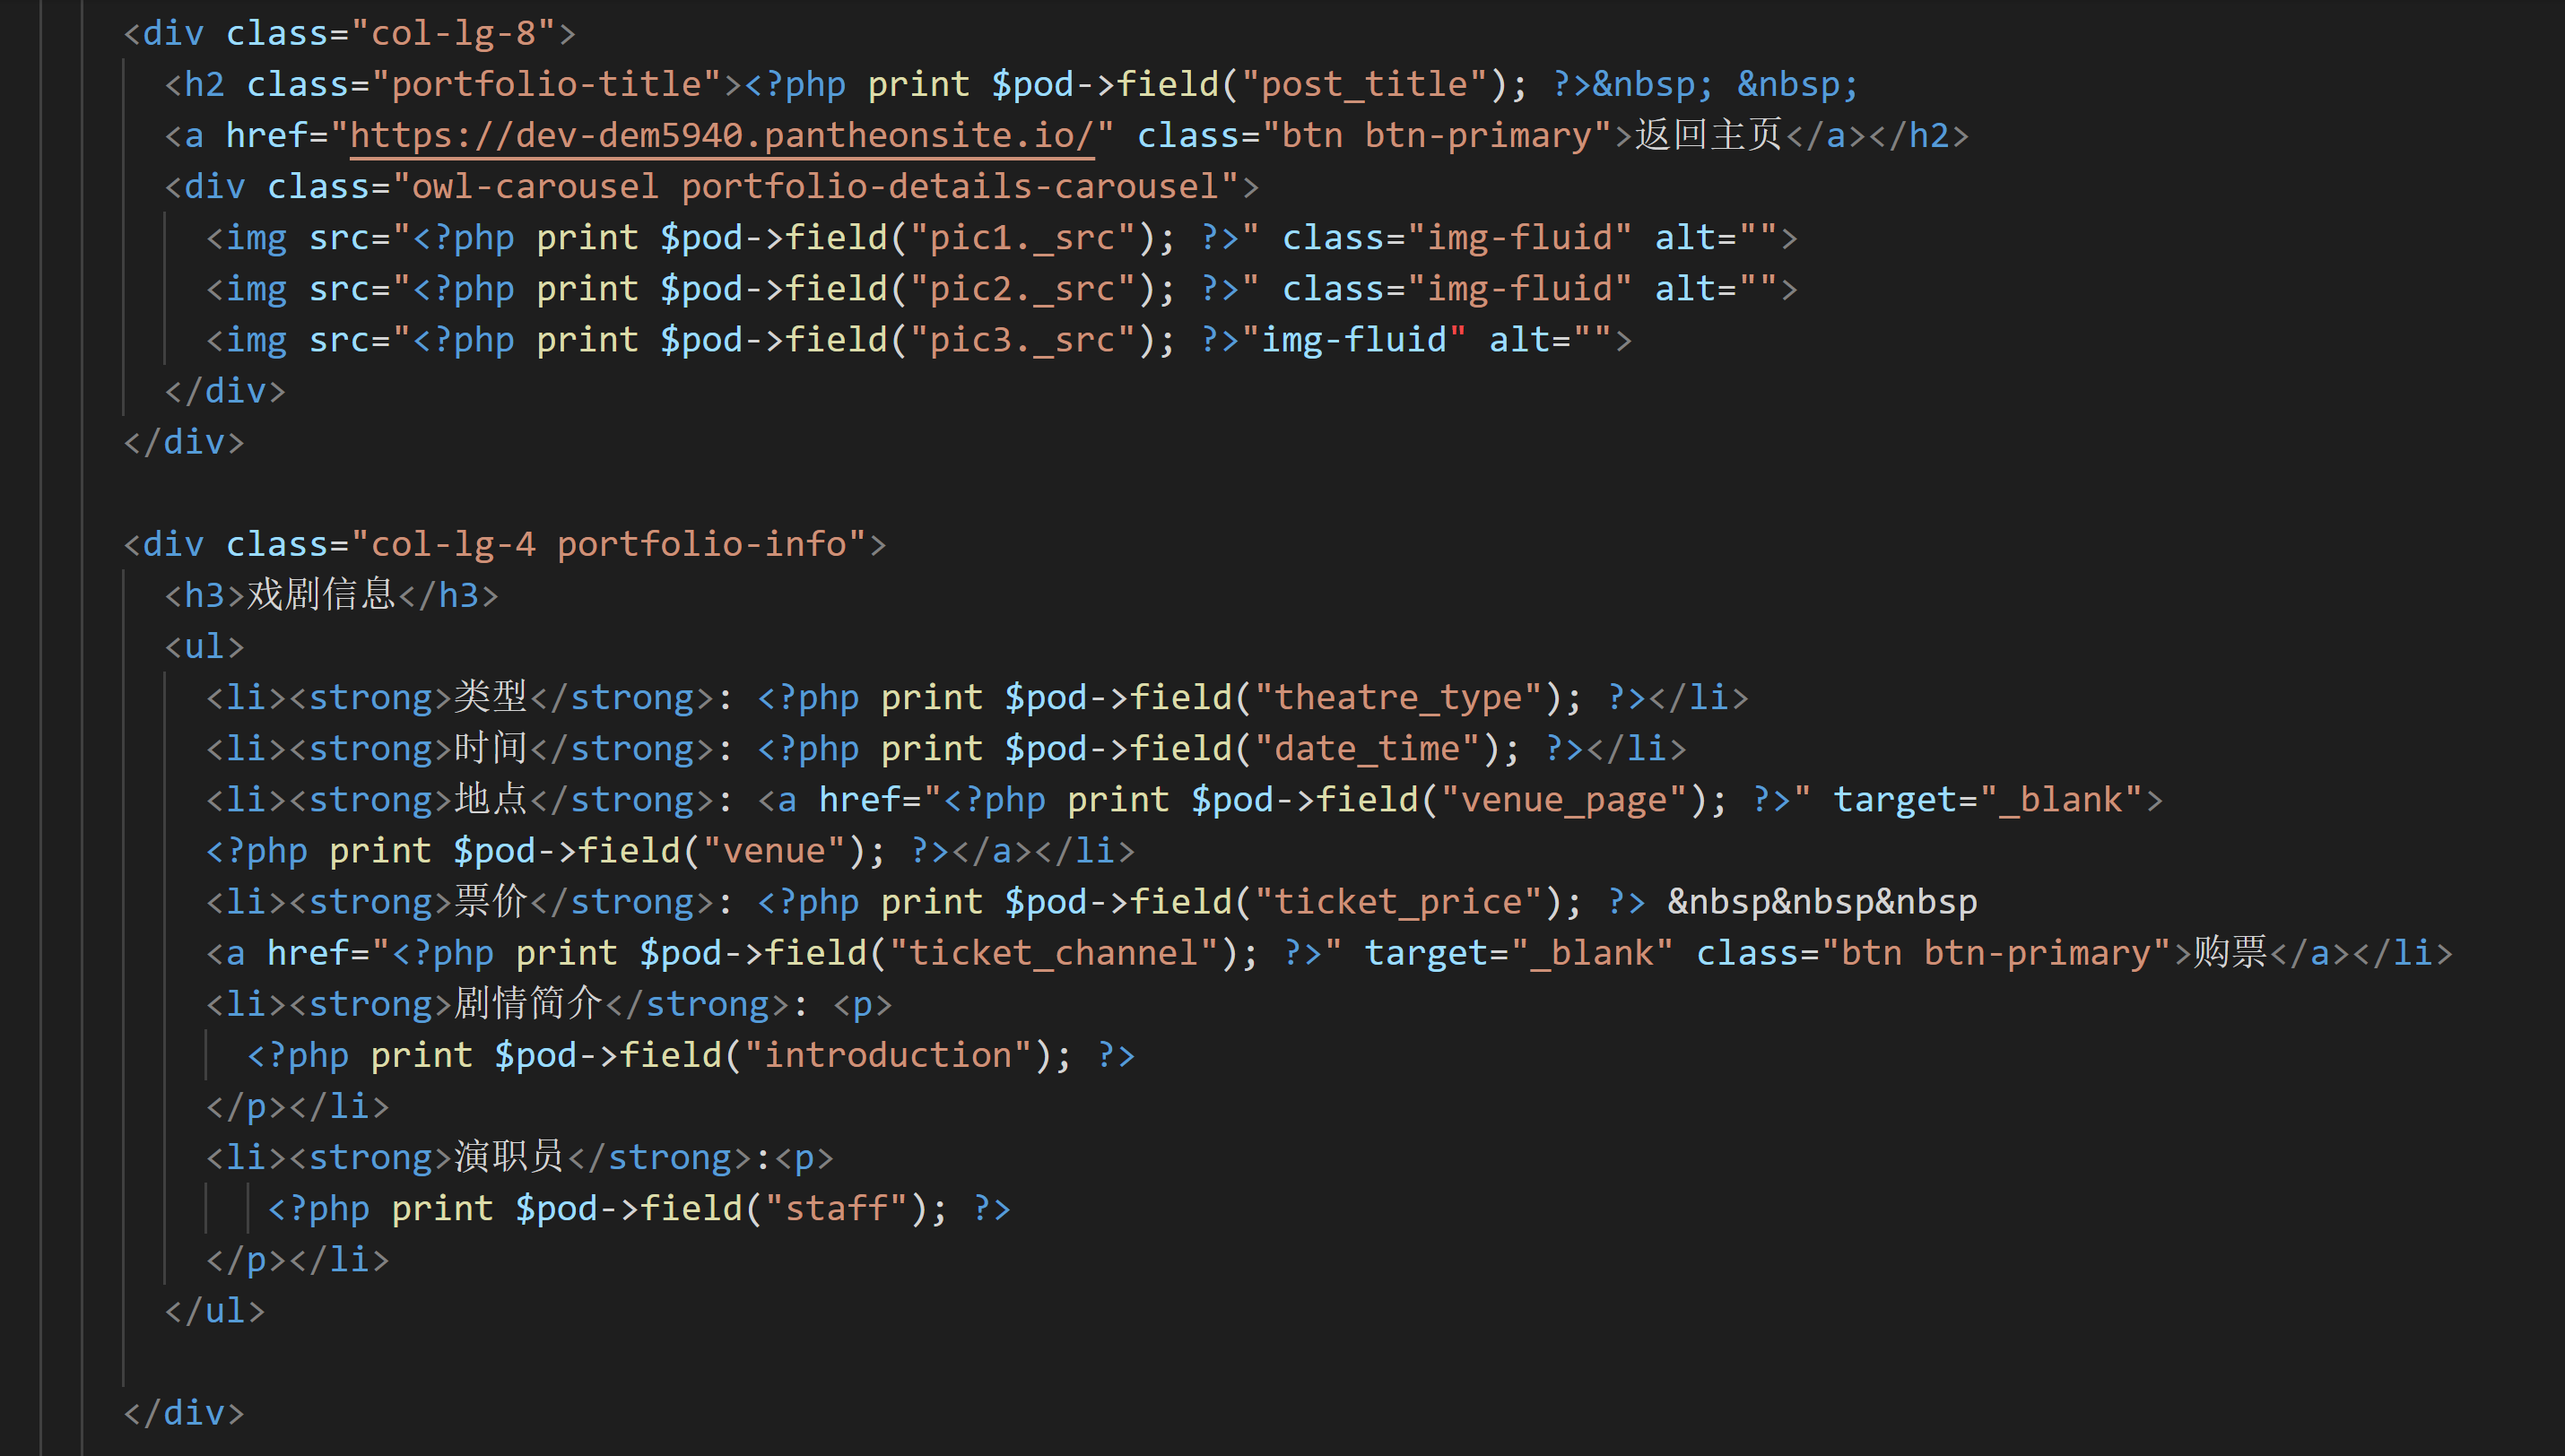 <div class="col-lg-8">
<h2 class="portfolio-title"><?php print $pod->field("post_title"); ?>&nbsp; &nbsp;
<a href="https://dev-dem5940.pantheonsite.io/" class="btn btn-primary">返回主页</a></h2>
<div class="owl-carousel portfolio-details-carousel">
<img src="<?php print $pod->field("pic1._src"); ?>" class="img-fluid" alt="">
<img src="<?php print $pod->field("pic2._src"); ?>" class="img-fluid" alt="">
<img src="<?php print $pod->field("pic3._src"); ?>"img-fluid" alt="">
</div>
</div>
<div class="col-lg-4 portfolio-info">
<h3>戏剧信息</h3>
<ul>
<li><strong>类型</strong>: <?php print $pod->field("theatre_type"); ?></li>
<li><strong>时间</strong>: <?php print $pod->field("date_time"); ?></li>
<li><strong>地点</strong>: <a href="<?php print $pod->field("venue_page"); ?>" target="_blank">
<?php print $pod->field("venue"); ?></a></li>
<li><strong>票价</strong>: <?php print $pod->field("ticket_price"); ?> &nbsp&nbsp&nbsp
<a href="<?php print $pod->field("ticket_channel"); ?>" target="_blank" class="btn btn-primary">购票</a></li>
<li><strong>剧情简介</strong>: <p>
<?php print $pod->field("introduction"); ?>
</p></li>
<li><strong>演职员</strong>:<p>
<?php print $pod->field("staff"); ?>
</p></li>
</ul>
</div>